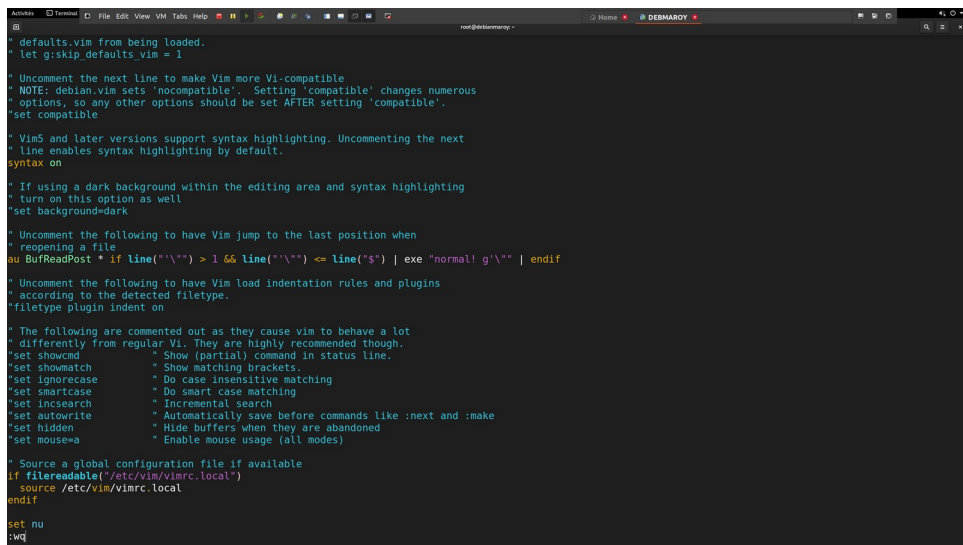 Activités Terminal File Edit View VM Tabs Help Home DEBMAROY
root@debianmaroy: ~
" defaults.vim from being loaded.
" let g:skip_defaults_vim = 1
" Uncomment the next line to make Vim more Vi-compatible
" NOTE: debian.vim sets 'nocompatible'.  Setting 'compatible' changes numerous
" options, so any other options should be set AFTER setting 'compatible'.
"set compatible
" Vim5 and later versions support syntax highlighting. Uncommenting the next
" line enables syntax highlighting by default.
syntax on
" If using a dark background within the editing area and syntax highlighting
" turn on this option as well
"set background=dark
" Uncomment the following to have Vim jump to the last position when
" reopening a file
au BufReadPost * if line("'\"") > 1 && line("'\"") <= line("$") | exe "normal! g'\"" | endif
" Uncomment the following to have Vim load indentation rules and plugins
" according to the detected filetype.
"filetype plugin indent on
" The following are commented out as they cause vim to behave a lot
" differently from regular Vi. They are highly recommended though.
"set showcmd            " Show (partial) command in status line.
"set showmatch          " Show matching brackets.
"set ignorecase         " Do case insensitive matching
"set smartcase          " Do smart case matching
"set incsearch          " Incremental search
"set autowrite          " Automatically save before commands like :next and :make
"set hidden             " Hide buffers when they are abandoned
"set mouse=a            " Enable mouse usage (all modes)
" Source a global configuration file if available
if filereadable("/etc/vim/vimrc.local")
  source /etc/vim/vimrc.local
endif
set nu
:wq